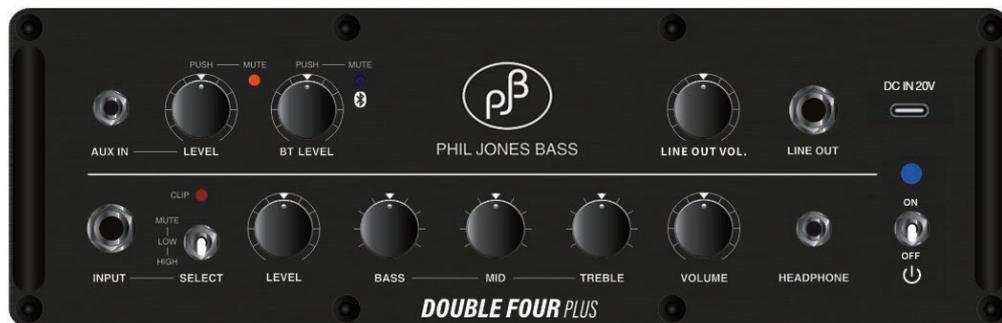 PUSH MUTE
PUSH MUTE
DC IN 20V
AUX IN LEVEL BT LEVEL
PHIL JONES BASS
LINE OUT VOL. LINE OUT
CLIP
MUTE
LOW
HIGH
ON
OFF
INPUT SELECT LEVEL BASS MID TREBLE VOLUME HEADPHONE
DOUBLE FOUR PLUS